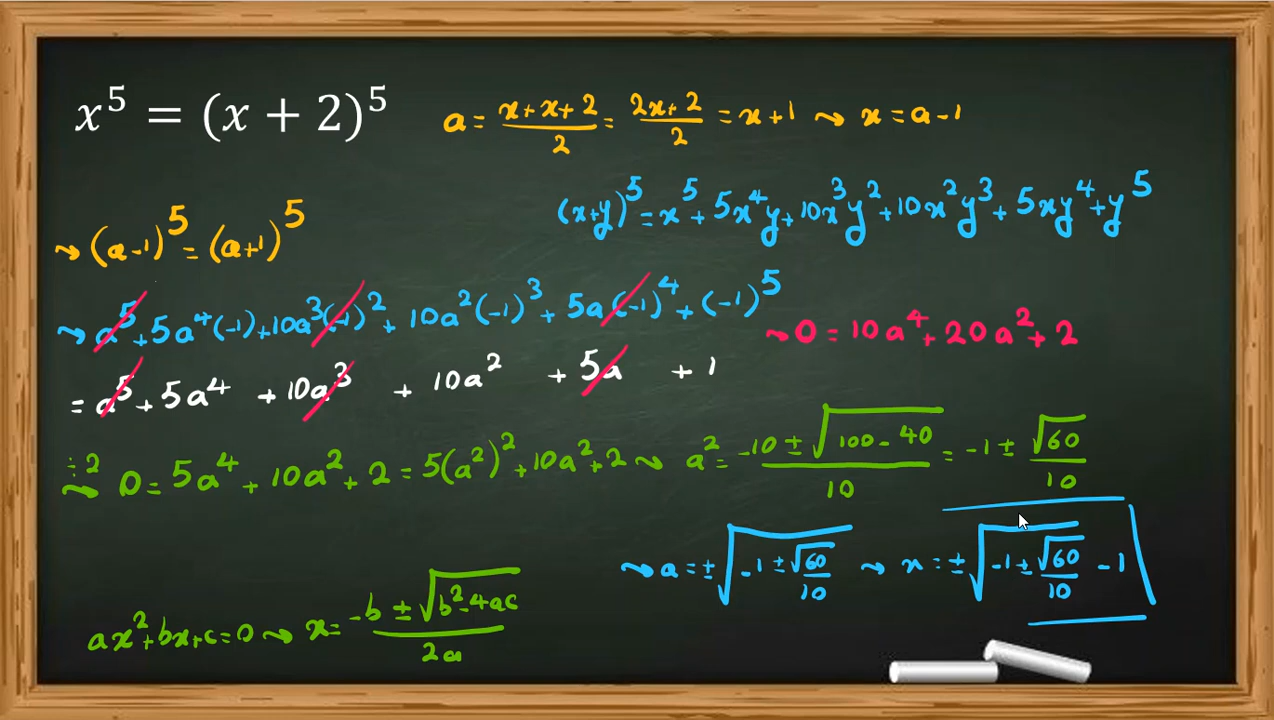 x⁵ = (x + 2)⁵
a = (x+x+2)/2 = (2x+2)/2 = x+1 ⇝ x = a-1
(x+y)⁵ = x⁵ + 5x⁴y + 10x³y² + 10x²y³ + 5xy⁴ + y⁵
⇝ (a-1)⁵ = (a+1)⁵
⇝ a⁵ + 5a⁴(-1) + 10a³(-1)² + 10a²(-1)³ + 5a(-1)⁴ + (-1)⁵
⇝ 0 = 10a⁴ + 20a² + 2
= a⁵ + 5a⁴ + 10a³ + 10a² + 5a + 1
÷2 ⇝ 0 = 5a⁴ + 10a² + 2 = 5(a²)² + 10a² + 2 ⇝ a² = (-10 ± √(100-40))/10 = -1 ± √60/10
⇝ a = ± √(-1 ± √60/10) ⇝ x = ± √(-1 ± √60/10) - 1
ax² + bx + c = 0 ⇝ x = (-b ± √(b²-4ac))/2a